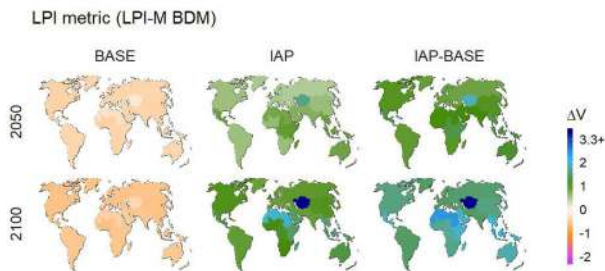 LPI metric (LPI-M BDM)
BASE IAP IAP-BASE
2050
2100
ΔV
3.3+
2
1
0
-1
-2